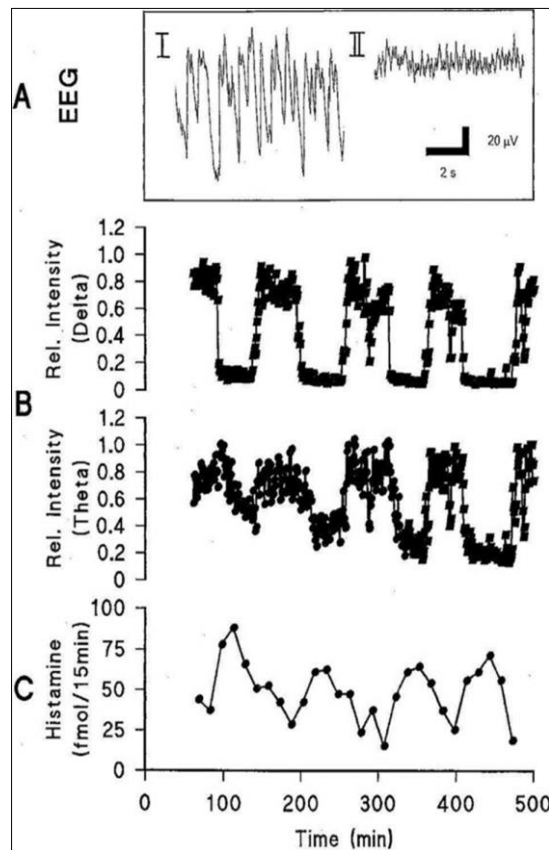 I II
A EEG
20 µV
2 s
Rel. Intensity
(Delta)
1.2
1.0
0.8
0.6
0.4
0.2
0
B
Rel. Intensity
(Theta)
1.2
1.0
0.8
0.6
0.4
0.2
0
C
Histamine
(fmol/15min)
100
75
50
25
0
0 100 200 300 400 500
Time (min)